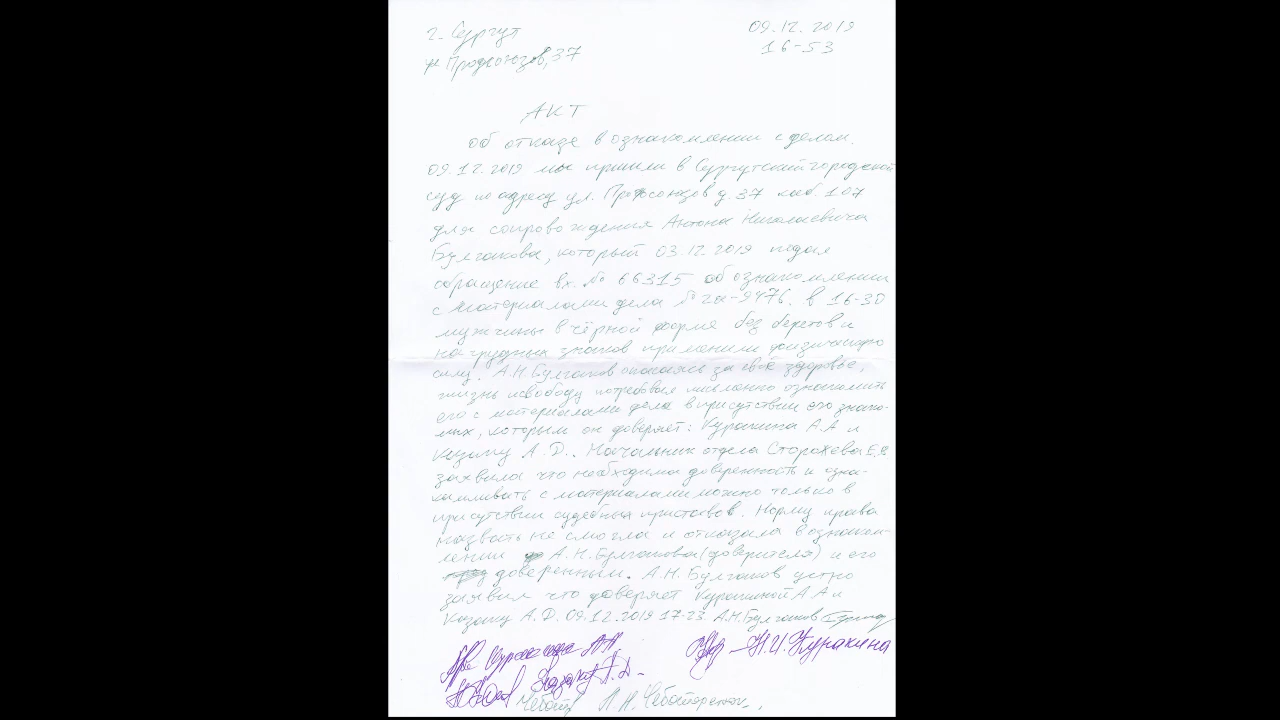 г. Сургут
09.12.2019
Профсоюзов, 37
16-53
АКТ
об отказе в ознакомлении с делом.
09.12.2019 мы пришли в Сургутский городской
суд по адресу ул. Профсоюзов д. 37 каб. 107
для сопровождения Антона Николаевича
Булгакова, который 03.12.2019 подал
обращение вх. № 66315 об ознакомлении
с материалами дела № 2а-9476. в 16-30
мужчины в чёрной форме без беретов и
нагрудных знаков применили физическую
силу. А.Н. Булгаков опасаясь за своё здоровье,
жизнь и свободу потребовал письменно ознакомить
его с материалами дела в присутствии его знако-
мых, которым он доверяет: Куракина А.А и
Казаку А.Д.. Начальник отдела Сторожева Е.
заявила что необходима доверенность и озна-
камливать с материалами можно только в
присутствии судебных приставов. Норму права
назвать не смогла и отказала в ознаком-
лении А.Н. Булгакова (доверителя) и его
доверенным. А.Н. Булгаков устно
заявил что доверяет Куракиной А.А и
Казаку А.Д. 09.12.2019 17-23. А.Н. Булгаков
Н.И. Куракина